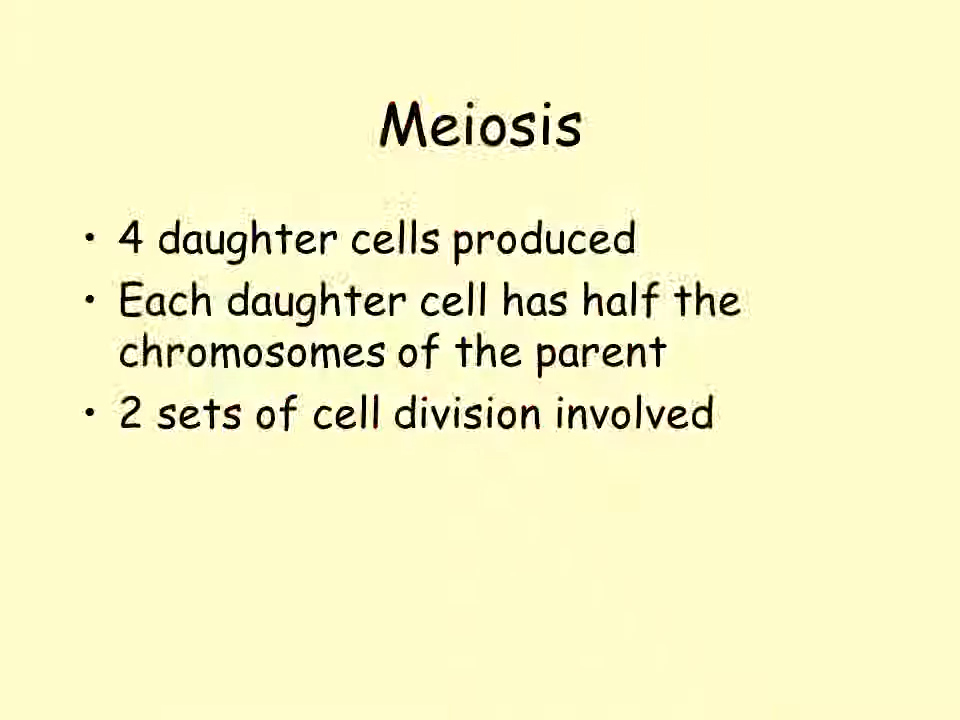 Meiosis
• 4 daughter cells produced
• Each daughter cell has half the
chromosomes of the parent
• 2 sets of cell division involved